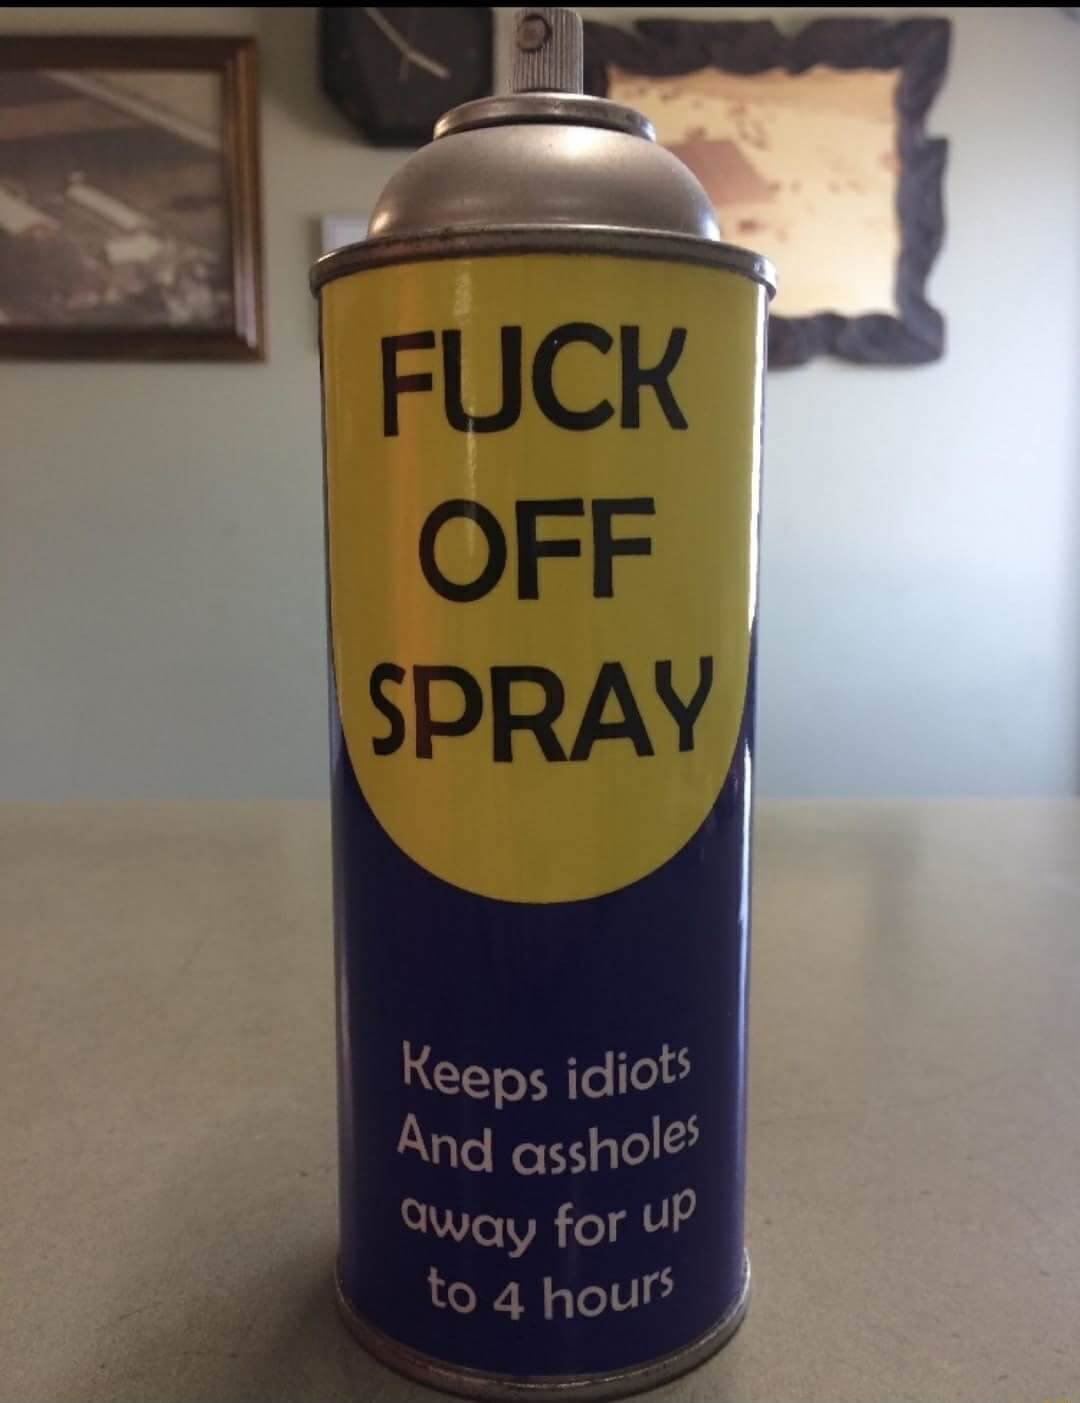 FUCK
OFF
SPRAY
Keeps idiots
And assholes
away for up
to 4 hours